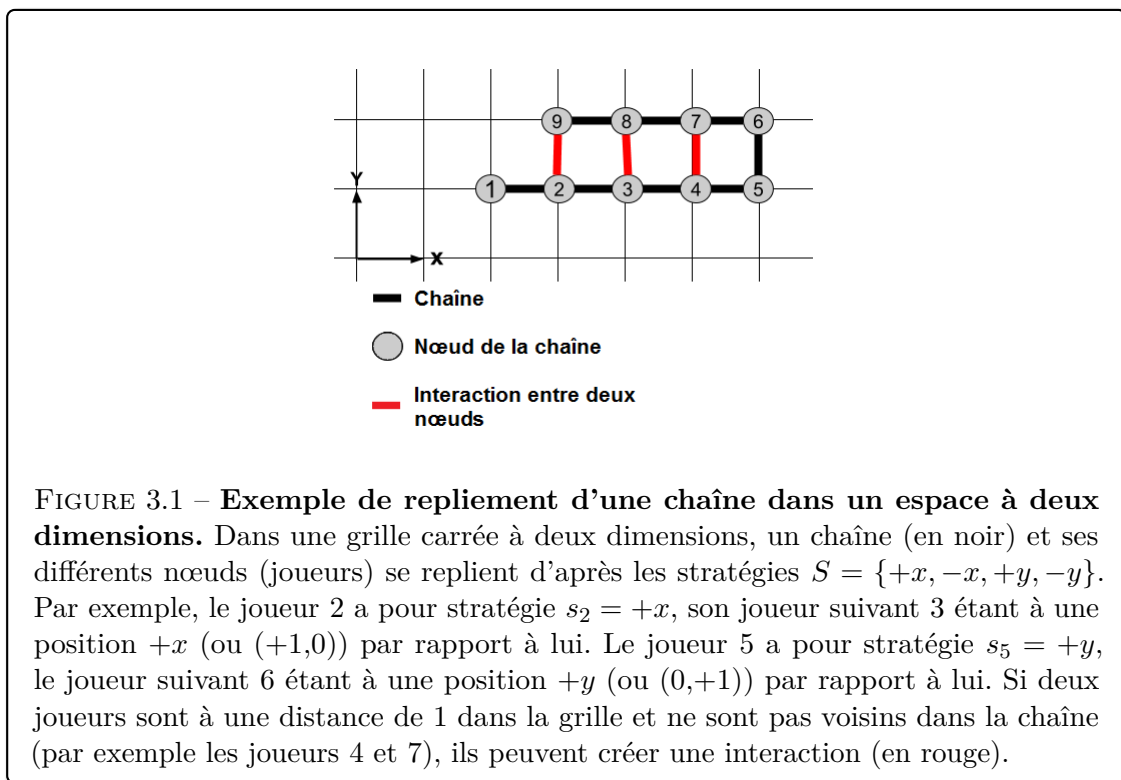 9 8 7 6
Y 1 2 3 4 5
X
Chaîne
Nœud de la chaîne
Interaction entre deux
nœuds
FIGURE 3.1 – Exemple de repliement d'une chaîne dans un espace à deux
dimensions. Dans une grille carrée à deux dimensions, un chaîne (en noir) et ses
différents nœuds (joueurs) se replient d'après les stratégies S = {+x, −x, +y, −y}.
Par exemple, le joueur 2 a pour stratégie s₂ = +x, son joueur suivant 3 étant à une
position +x (ou (+1,0)) par rapport à lui. Le joueur 5 a pour stratégie s₅ = +y,
le joueur suivant 6 étant à une position +y (ou (0,+1)) par rapport à lui. Si deux
joueurs sont à une distance de 1 dans la grille et ne sont pas voisins dans la chaîne
(par exemple les joueurs 4 et 7), ils peuvent créer une interaction (en rouge).